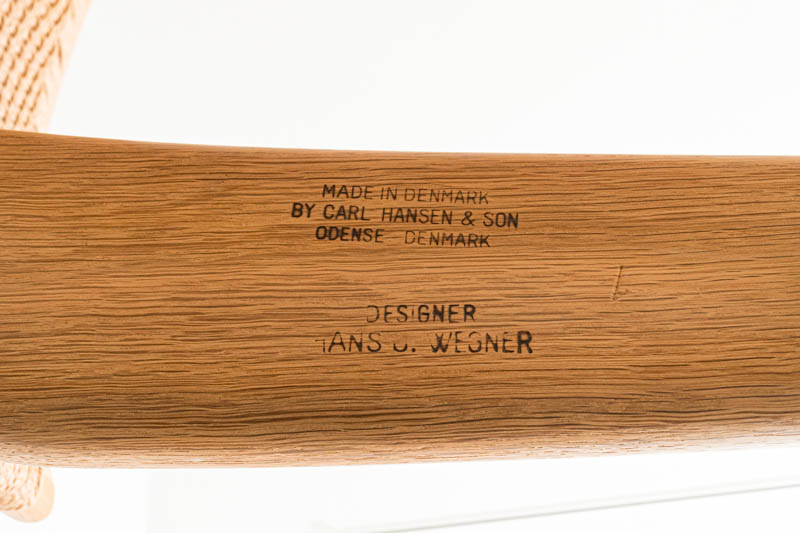 MADE IN DENMARK
BY CARL HANSEN & SON
ODENSE DENMARK
DESIGNER
HANS J. WEGNER